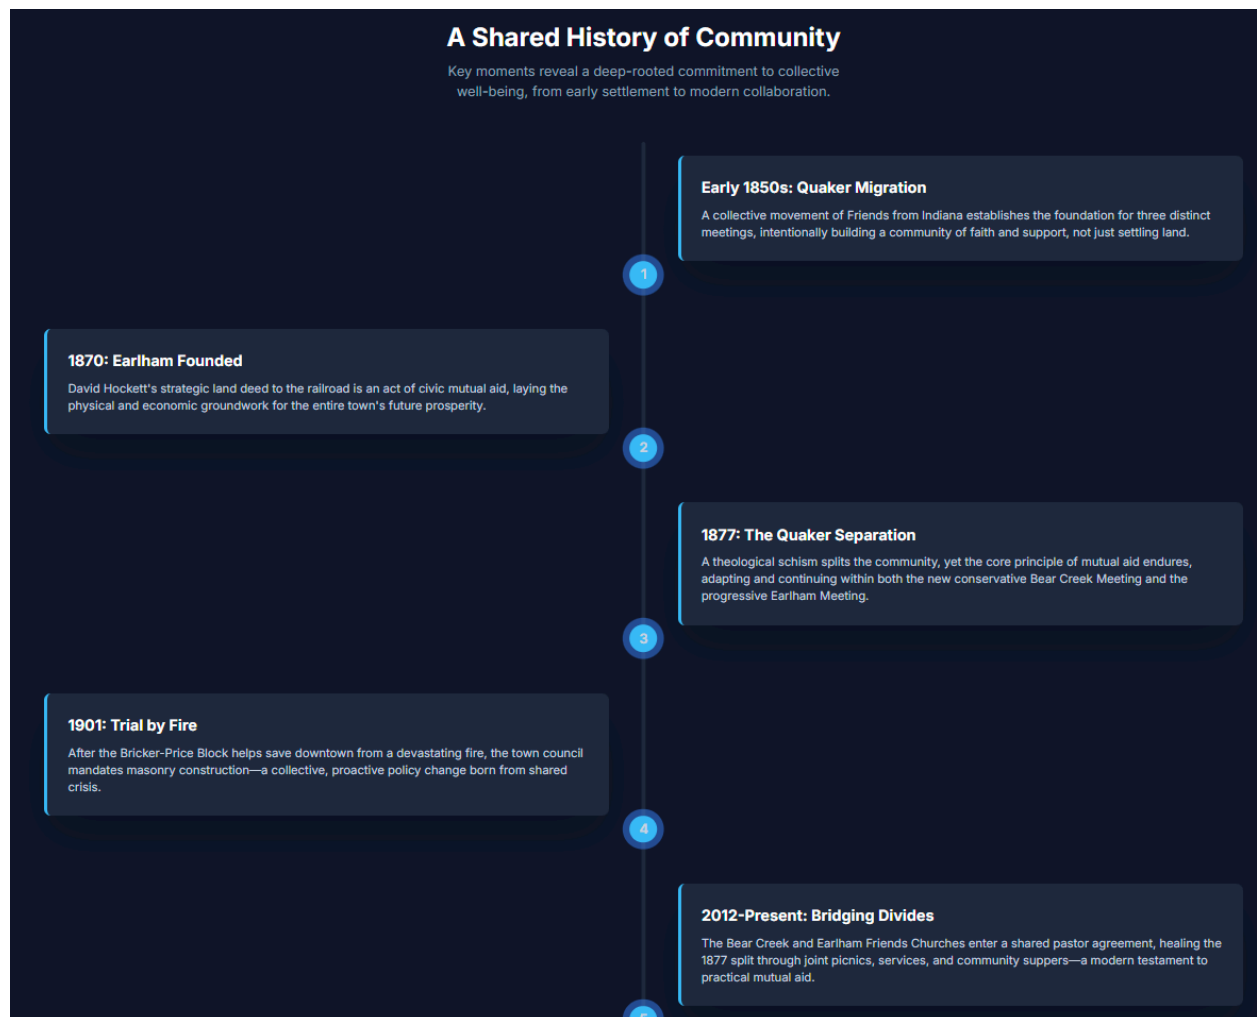 A Shared History of Community
Key moments reveal a deep-rooted commitment to collective
well-being, from early settlement to modern collaboration.
Early 1850s: Quaker Migration
A collective movement of Friends from Indiana establishes the foundation for three distinct
meetings, intentionally building a community of faith and support, not just settling land.
1
1870: Earlham Founded
David Hockett's strategic land deed to the railroad is an act of civic mutual aid, laying the
physical and economic groundwork for the entire town's future prosperity.
2
1877: The Quaker Separation
A theological schism splits the community, yet the core principle of mutual aid endures,
adapting and continuing within both the new conservative Bear Creek Meeting and the
progressive Earlham Meeting.
3
1901: Trial by Fire
After the Bricker-Price Block helps save downtown from a devastating fire, the town council
mandates masonry construction—a collective, proactive policy change born from shared
crisis.
4
2012-Present: Bridging Divides
The Bear Creek and Earlham Friends Churches enter a shared pastor agreement, healing the
1877 split through joint picnics, services, and community suppers—a modern testament to
practical mutual aid.
5